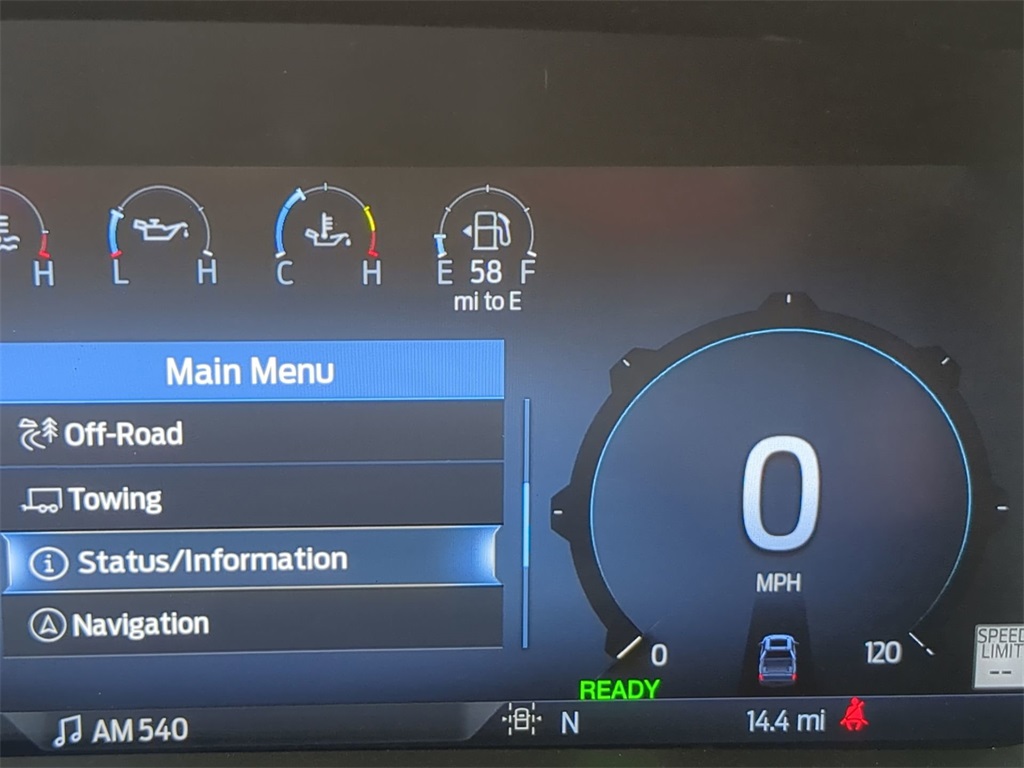 H
L H
C H
E 58 F
mi to E
Main Menu
Off-Road
Towing
Status/Information
Navigation
0
MPH
0
120
SPEED
LIMIT
--
READY
AM 540
N
14.4 mi